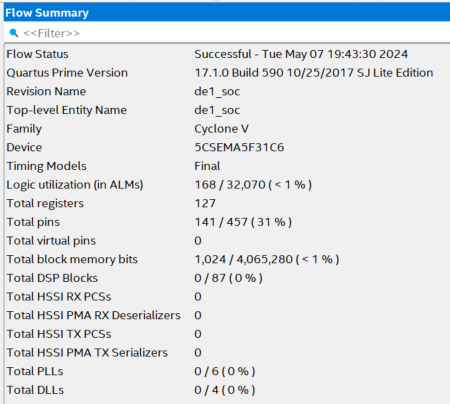 Flow Summary
<<Filter>>
Flow Status Successful - Tue May 07 19:43:30 2024
Quartus Prime Version 17.1.0 Build 590 10/25/2017 SJ Lite Edition
Revision Name de1_soc
Top-level Entity Name de1_soc
Family Cyclone V
Device 5CSEMA5F31C6
Timing Models Final
Logic utilization (in ALMs) 168 / 32,070 ( < 1 % )
Total registers 127
Total pins 141 / 457 ( 31 % )
Total virtual pins 0
Total block memory bits 1,024 / 4,065,280 ( < 1 % )
Total DSP Blocks 0 / 87 ( 0 % )
Total HSSI RX PCSs 0
Total HSSI PMA RX Deserializers 0
Total HSSI TX PCSs 0
Total HSSI PMA TX Serializers 0
Total PLLs 0 / 6 ( 0 % )
Total DLLs 0 / 4 ( 0 % )